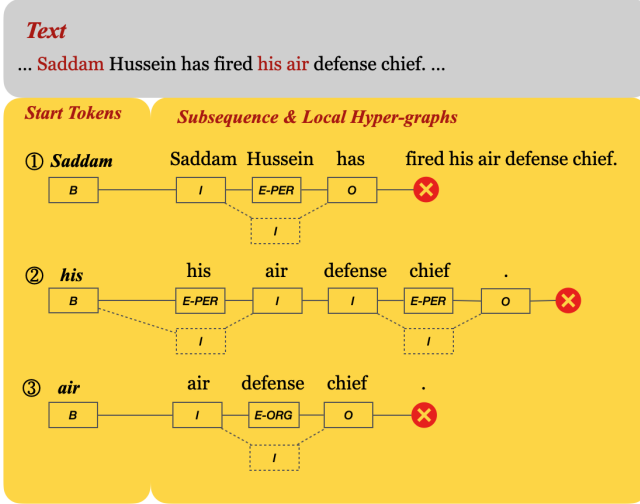 Text
... Saddam Hussein has fired his air defense chief. ...
Start Tokens
Subsequence & Local Hyper-graphs
① Saddam Saddam Hussein has fired his air defense chief.
B I E-PER O
I
② his his air defense chief .
B E-PER I I E-PER O
I I
③ air air defense chief .
B I E-ORG O
I